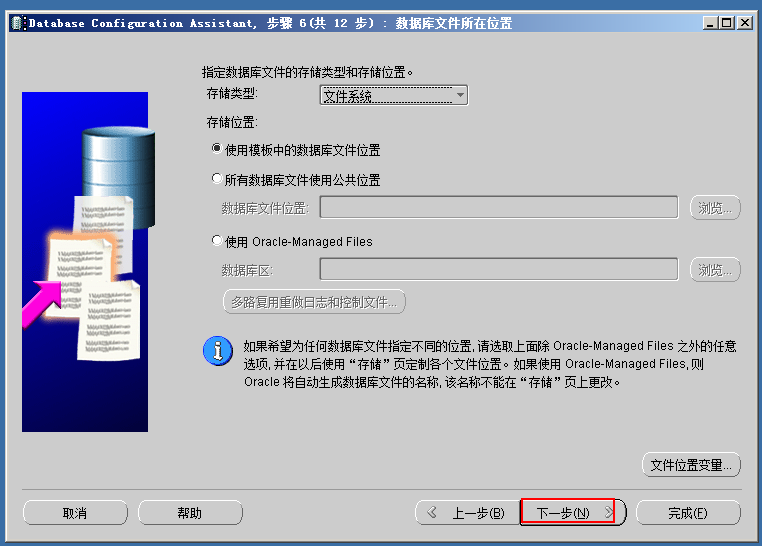 Database Configuration Assistant, 步骤 6(共 12 步) : 数据库文件所在位置
指定数据库文件的存储类型和存储位置。
存储类型:
文件系统
存储位置:
使用模板中的数据库文件位置
所有数据库文件使用公共位置
数据库文件位置:
浏览...
使用 Oracle-Managed Files
数据库区:
浏览...
多路复用重做日志和控制文件...
如果希望为任何数据库文件指定不同的位置, 请选取上面除 Oracle-Managed Files 之外的任意
选项, 并在以后使用“存储”页定制各个文件位置。如果使用 Oracle-Managed Files, 则
Oracle 将自动生成数据库文件的名称, 该名称不能在“存储”页上更改。
文件位置变量...
取消
帮助
上一步(B)
下一步(N)
完成(F)